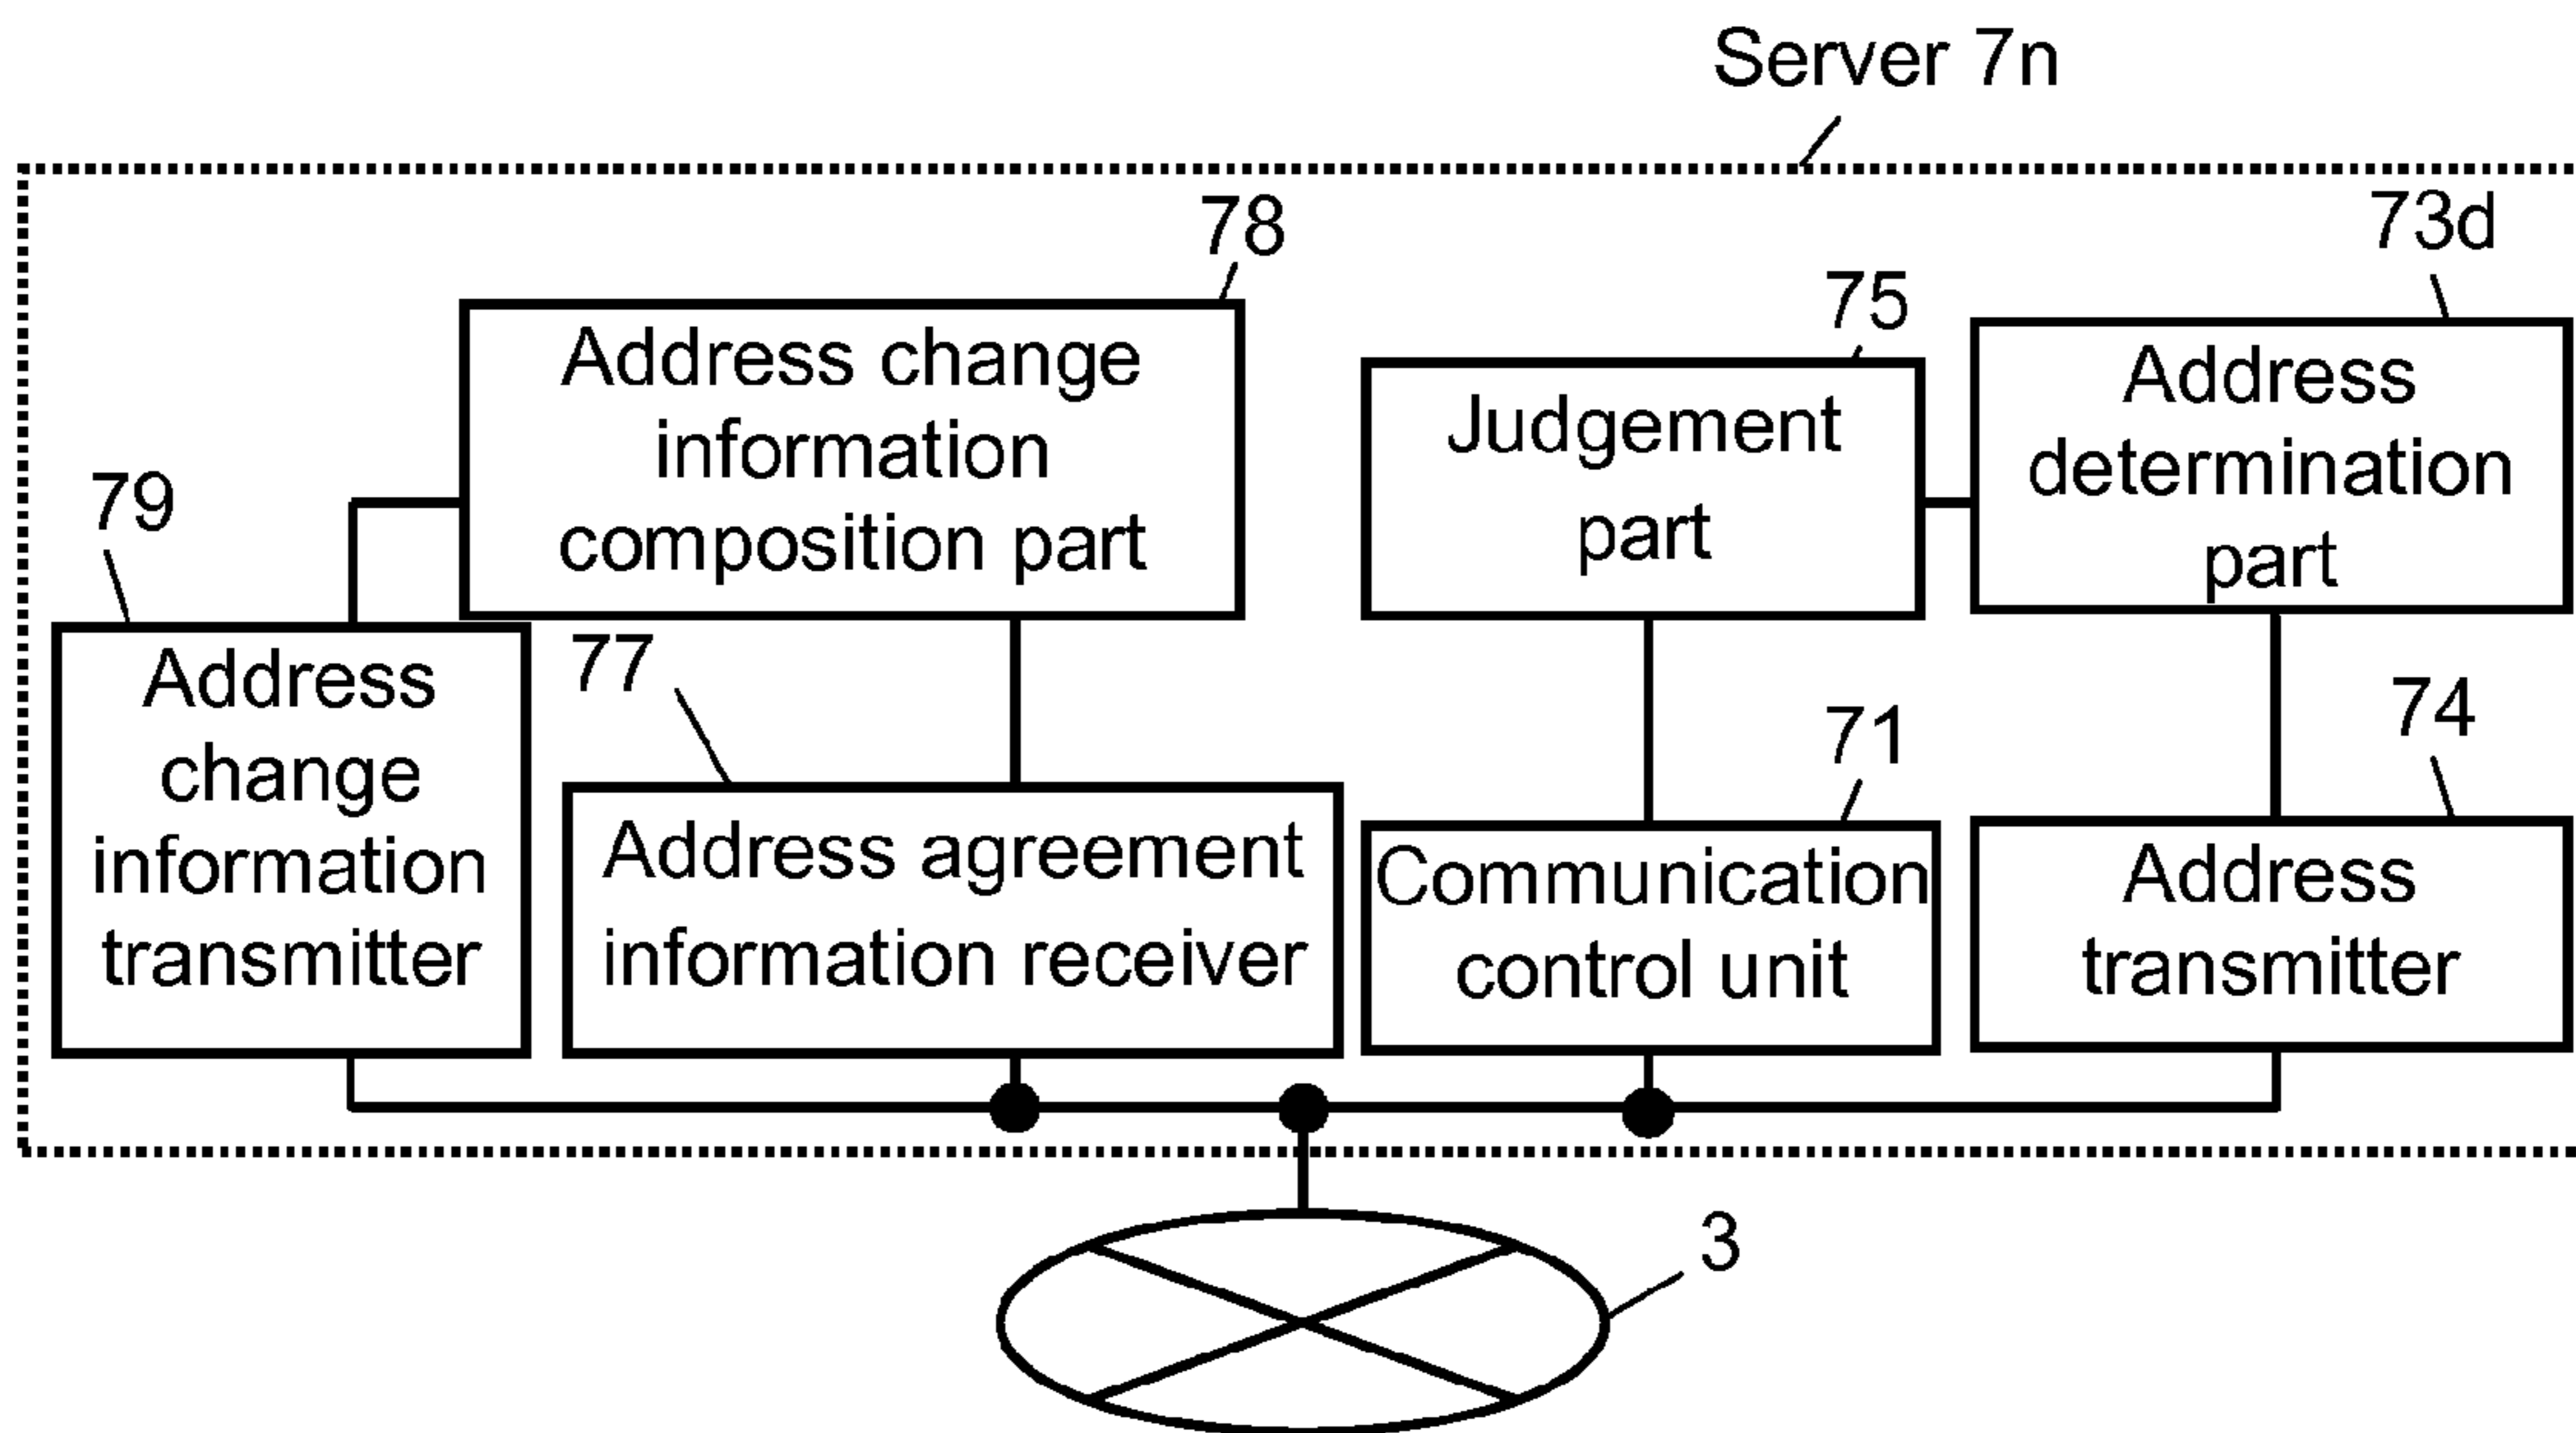 Server 7n
78
73d
75
Address change
information
composition part
Judgement
part
Address
determination
part
79
77
71
74
Address
change
information
transmitter
Address agreement
information receiver
Communication
control unit
Address
transmitter
3